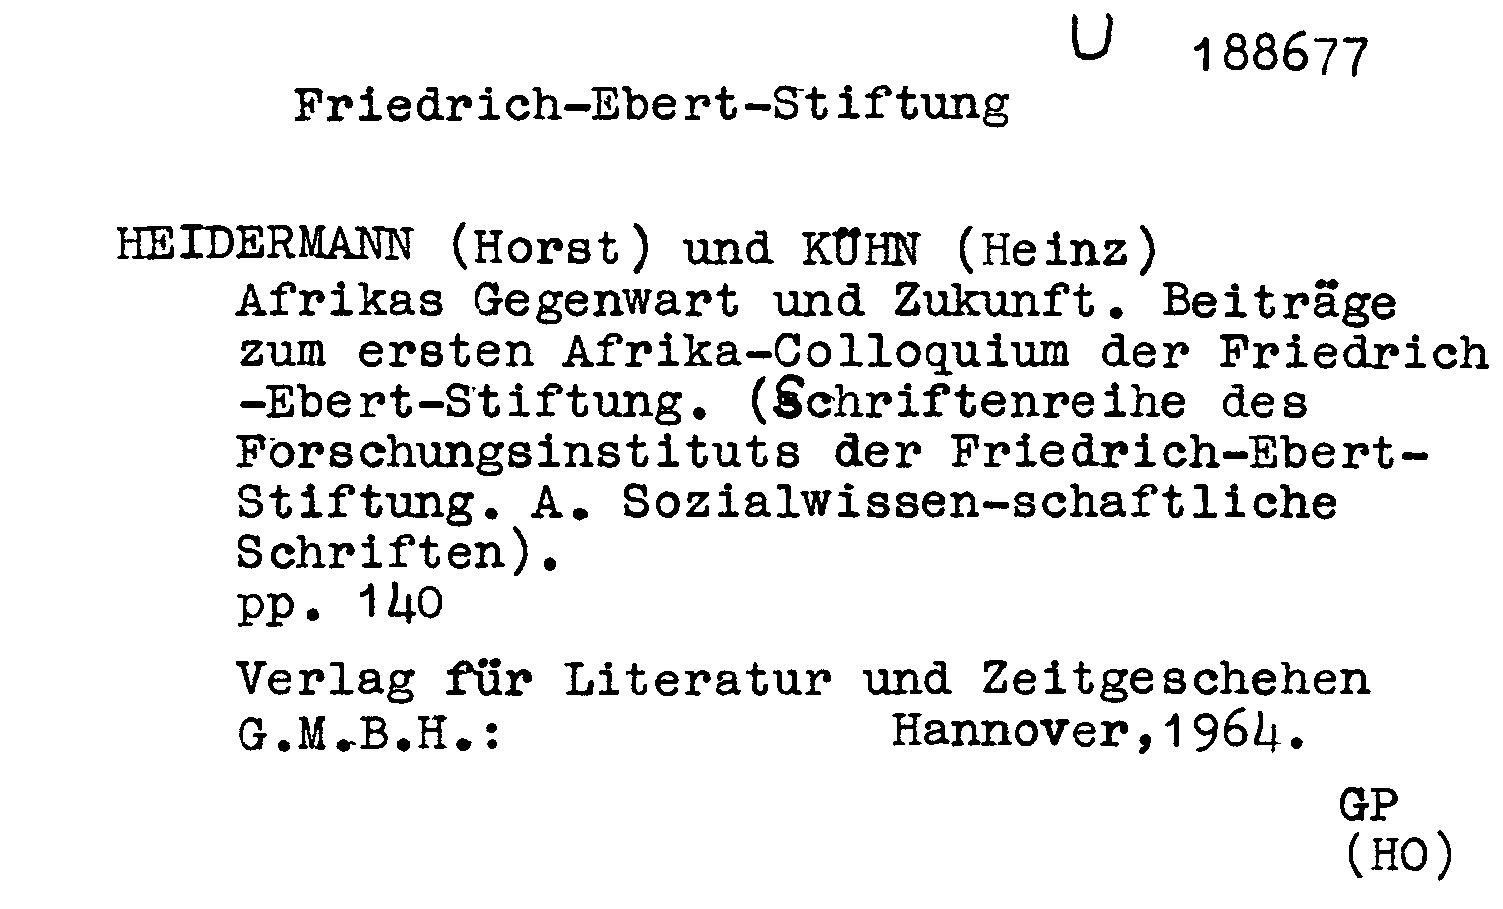 U 188677
Friedrich-Ebert-Stiftung
HEIDERMANN (Horst) und KÜHN (Heinz)
Afrikas Gegenwart und Zukunft. Beiträge
zum ersten Afrika-Colloquium der Friedrich
-Ebert-Stiftung. (Schriftenreihe des
Forschungsinstituts der Friedrich-Ebert-
Stiftung. A. Sozialwissen-schaftliche
Schriften).
pp. 140
Verlag für Literatur und Zeitgeschehen
G.M.B.H.: Hannover,1964.
GP
(HO)